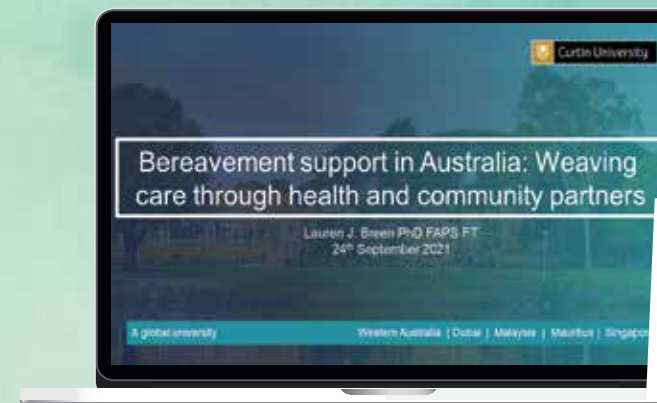 Curtin University
Bereavement support in Australia: Weaving
care through health and community partners
Lauren J. Breen PhD FAPS FT
24th September 2021
A global university
Western Australia | Dubai | Malaysia | Mauritius | Singapor